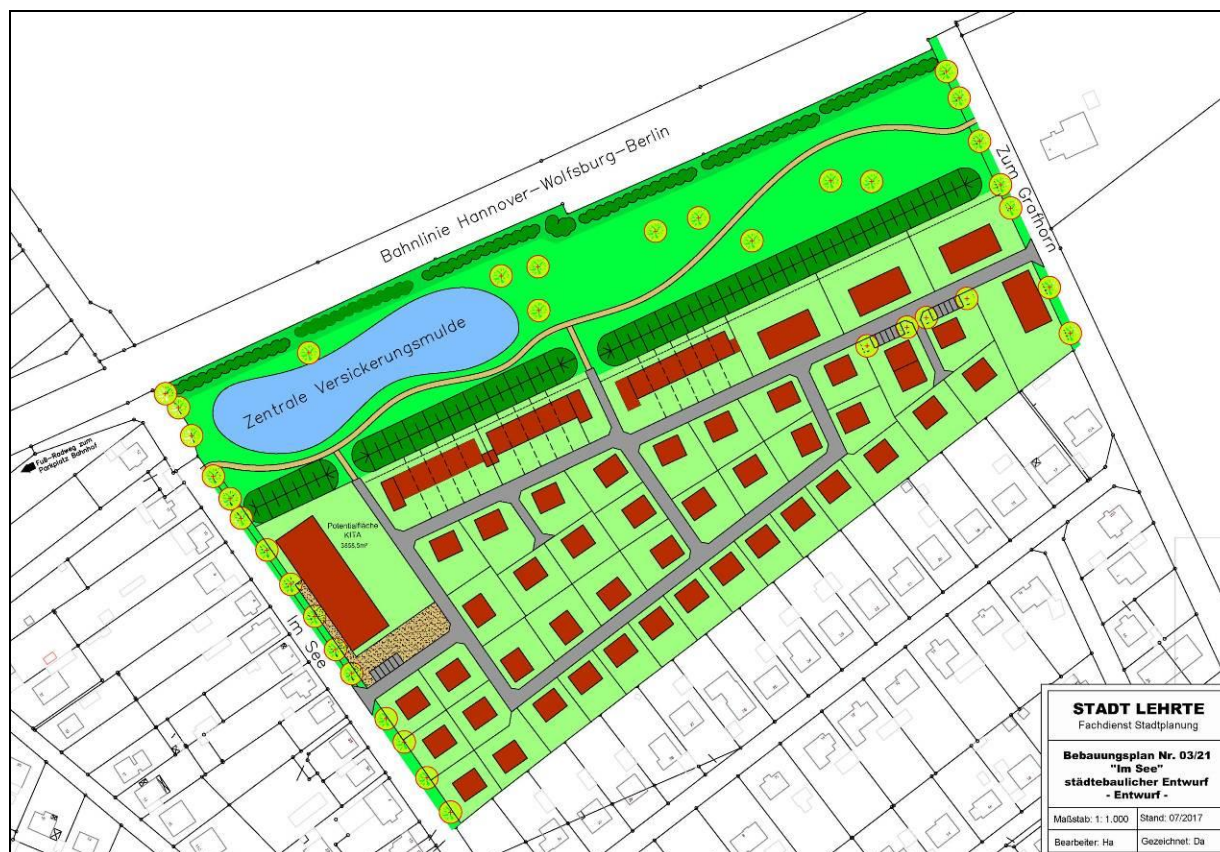 Bahnlinie Hannover-Wolfsburg-Berlin
Zum Grafhorn
Zentrale Versickerungsmulde
Fuß-Radweg zum
Parkplatz Bahnhof
Potentialfläche
KITA
3655,5m²
Im See
STADT LEHRTE
Fachdienst Stadtplanung
Bebauungsplan Nr. 03/21
"Im See"
städtebaulicher Entwurf
- Entwurf -
Maßstab: 1: 1.000 Stand: 07/2017
Bearbeiter: Ha Gezeichnet: Da